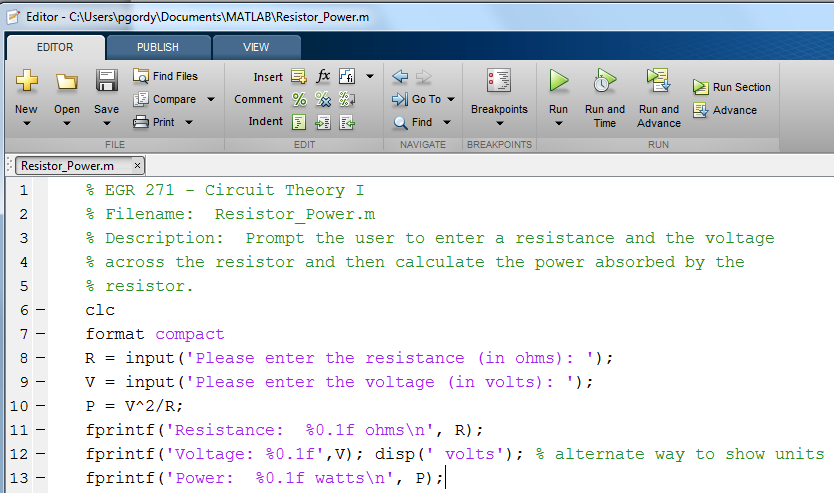 Editor - C:\Users\pgordy\Documents\MATLAB\Resistor_Power.m
EDITOR PUBLISH VIEW
New Open Save Find Files Compare Print
Insert fx
Comment
Indent
Go To
Find
Breakpoints
Run Run and Time Run and Advance Run Section Advance
FILE EDIT NAVIGATE BREAKPOINTS RUN
Resistor_Power.m ×
1 % EGR 271 - Circuit Theory I
2 % Filename:  Resistor_Power.m
3 % Description:  Prompt the user to enter a resistance and the voltage
4 % across the resistor and then calculate the power absorbed by the
5 % resistor.
6 – clc
7 – format compact
8 – R = input('Please enter the resistance (in ohms): ');
9 – V = input('Please enter the voltage (in volts): ');
10 – P = V^2/R;
11 – fprintf('Resistance:  %0.1f ohms\n', R);
12 – fprintf('Voltage: %0.1f',V); disp(' volts'); % alternate way to show units
13 – fprintf('Power:  %0.1f watts\n', P);